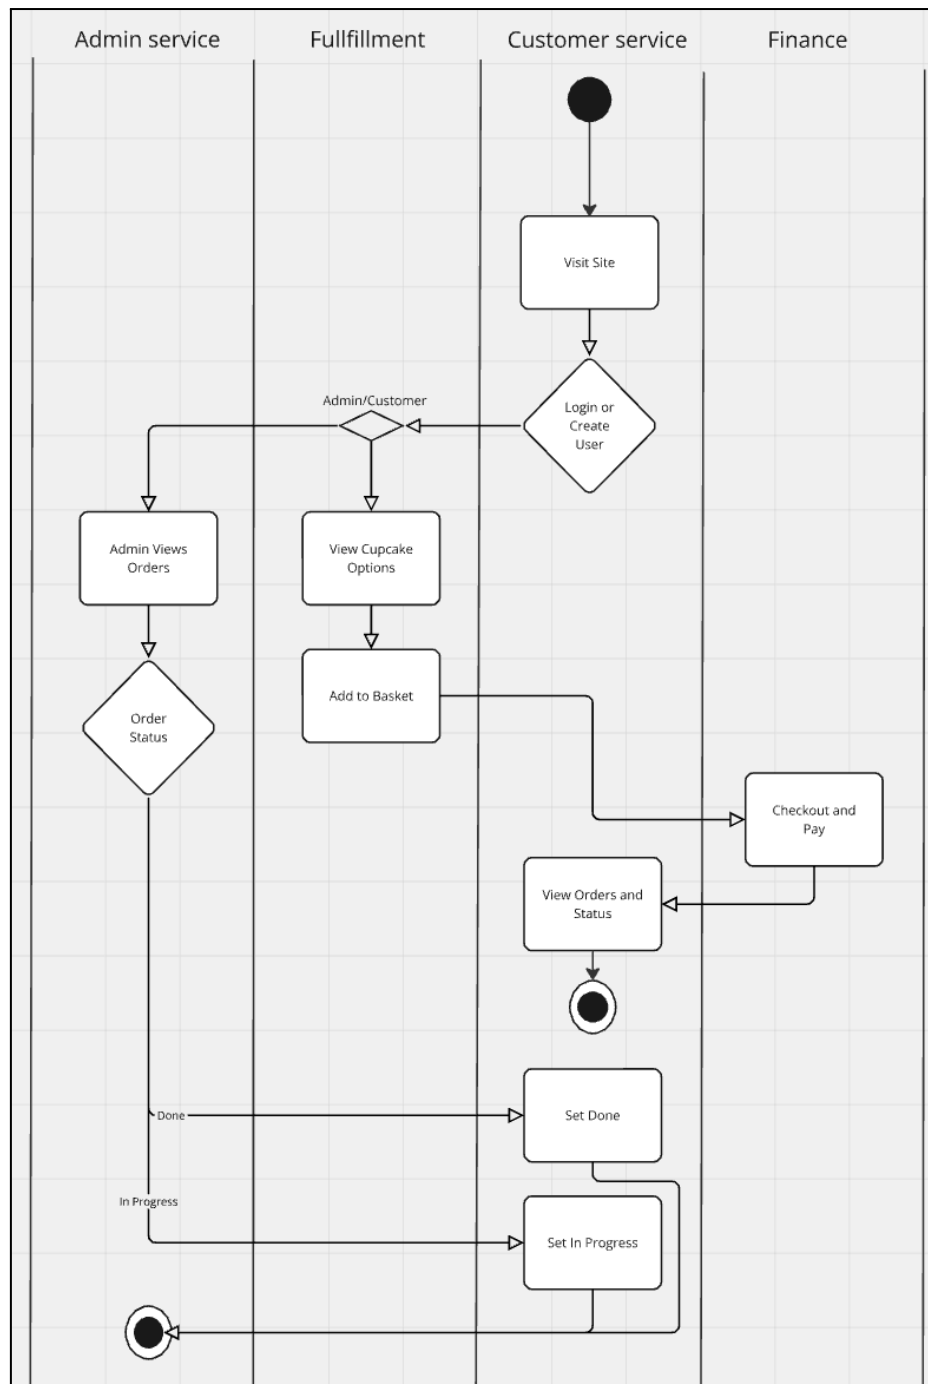 Admin service
Fullfillment
Customer service
Finance
Visit Site
Login or
Create
User
Admin/Customer
Admin Views
Orders
View Cupcake
Options
Add to Basket
Order
Status
Checkout and
Pay
View Orders and
Status
Done
Set Done
In Progress
Set In Progress